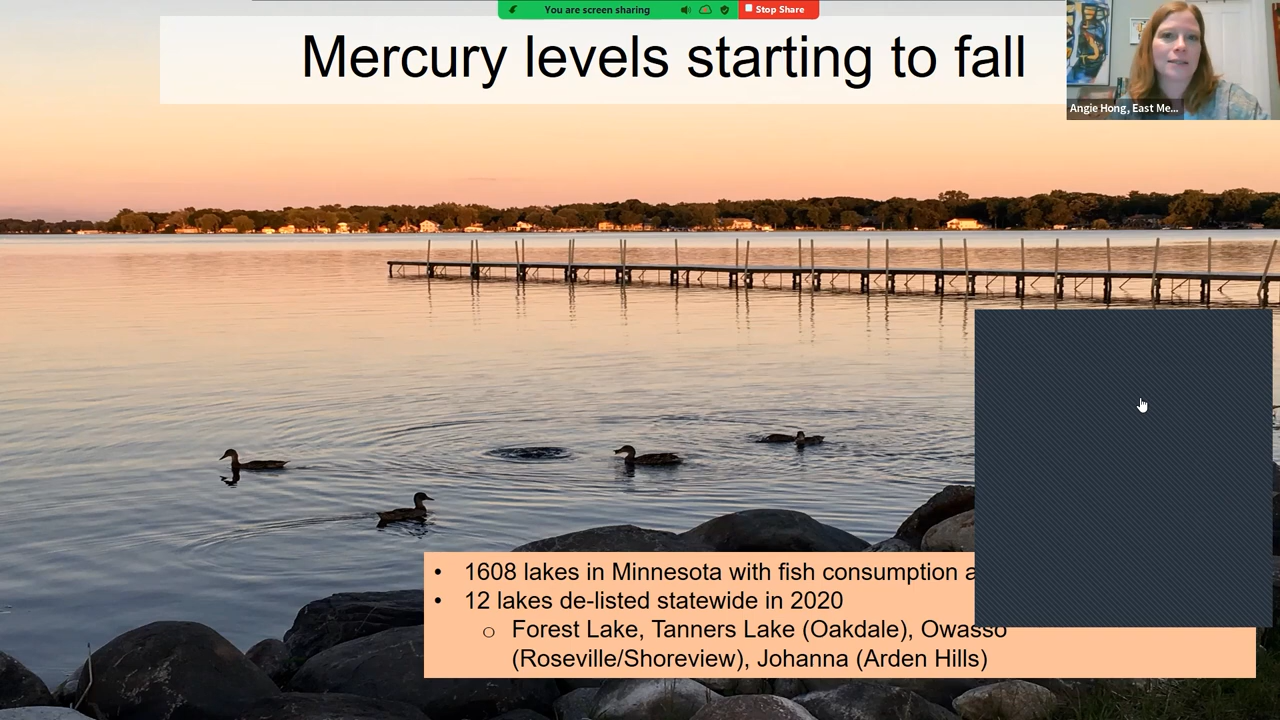 You are screen sharing
Stop Share
Mercury levels starting to fall
Angie Hong, East Me...
• 1608 lakes in Minnesota with fish consumption
• 12 lakes de-listed statewide in 2020
○ Forest Lake, Tanners Lake (Oakdale), Owasso
(Roseville/Shoreview), Johanna (Arden Hills)